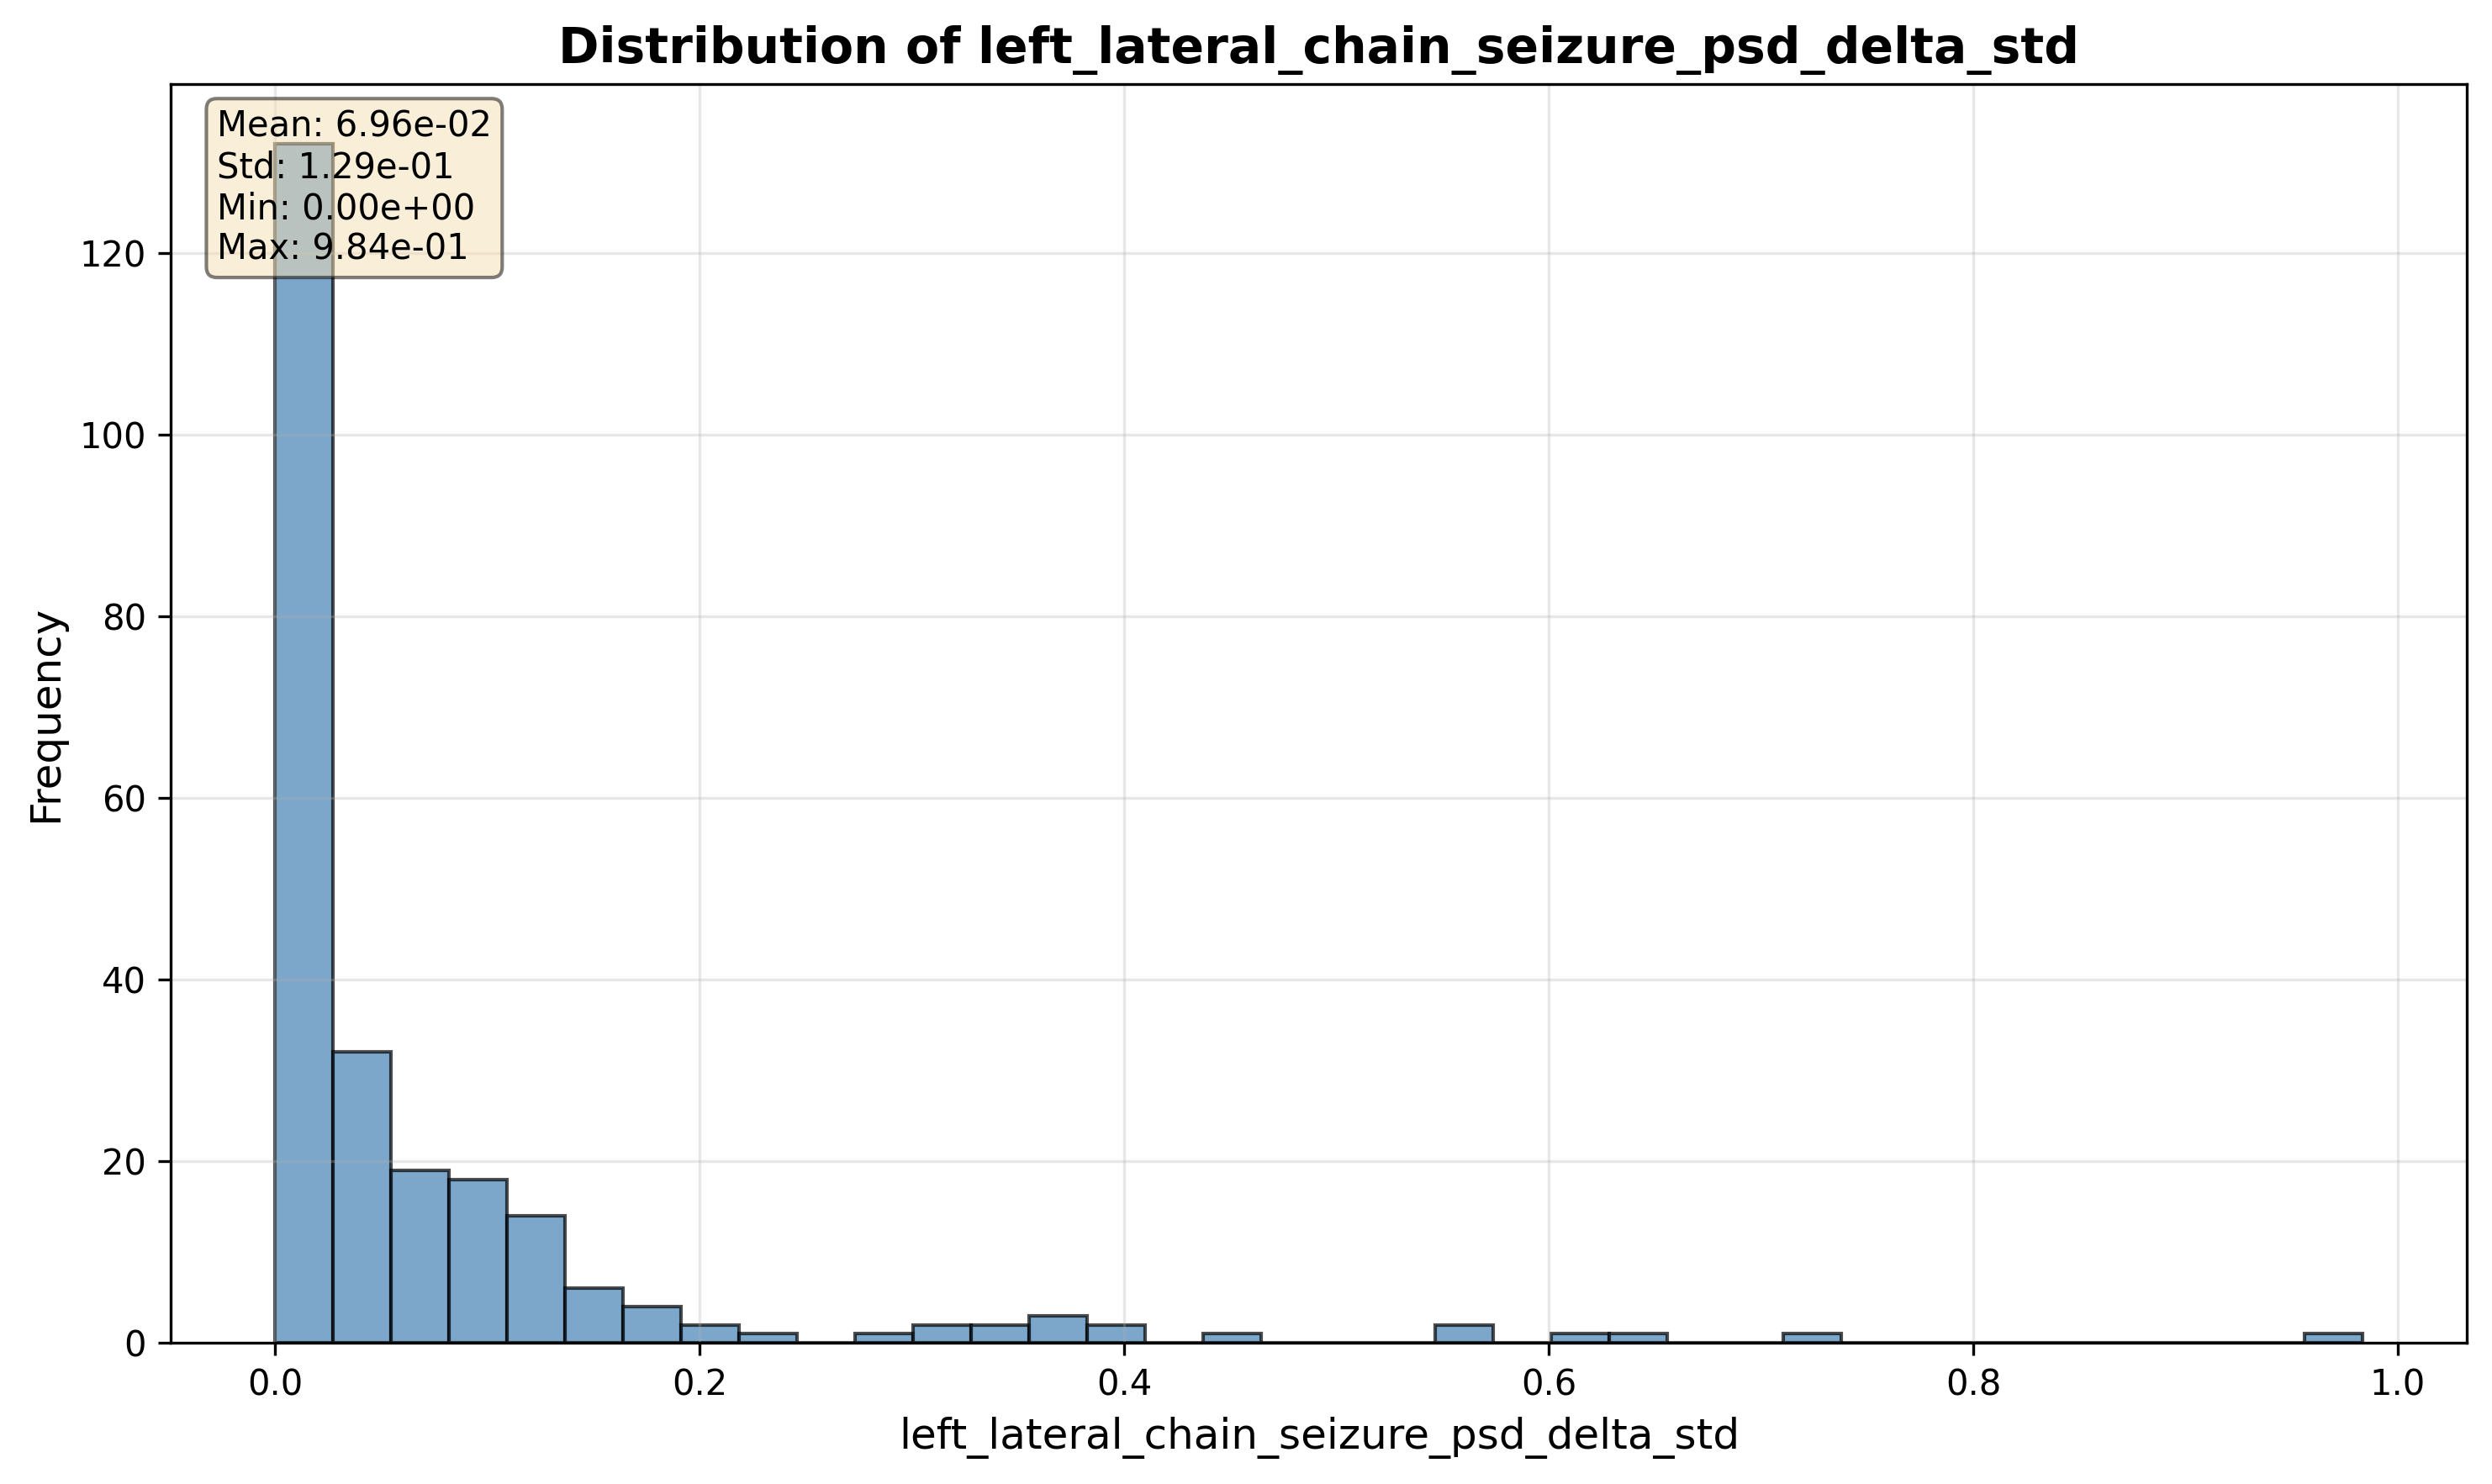 Distribution of left_lateral_chain_seizure_psd_delta_std
Mean: 6.96e-02
Std: 1.29e-01
Min: 0.00e+00
Max: 9.84e-01
120
100
80
60
40
20
0
Frequency
0.0 0.2 0.4 0.6 0.8 1.0
left_lateral_chain_seizure_psd_delta_std